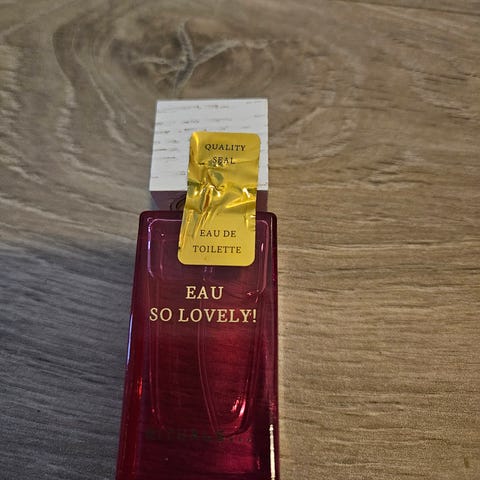 QUALITY
SEAL
EAU DE
TOILETTE
EAU
SO LOVELY!